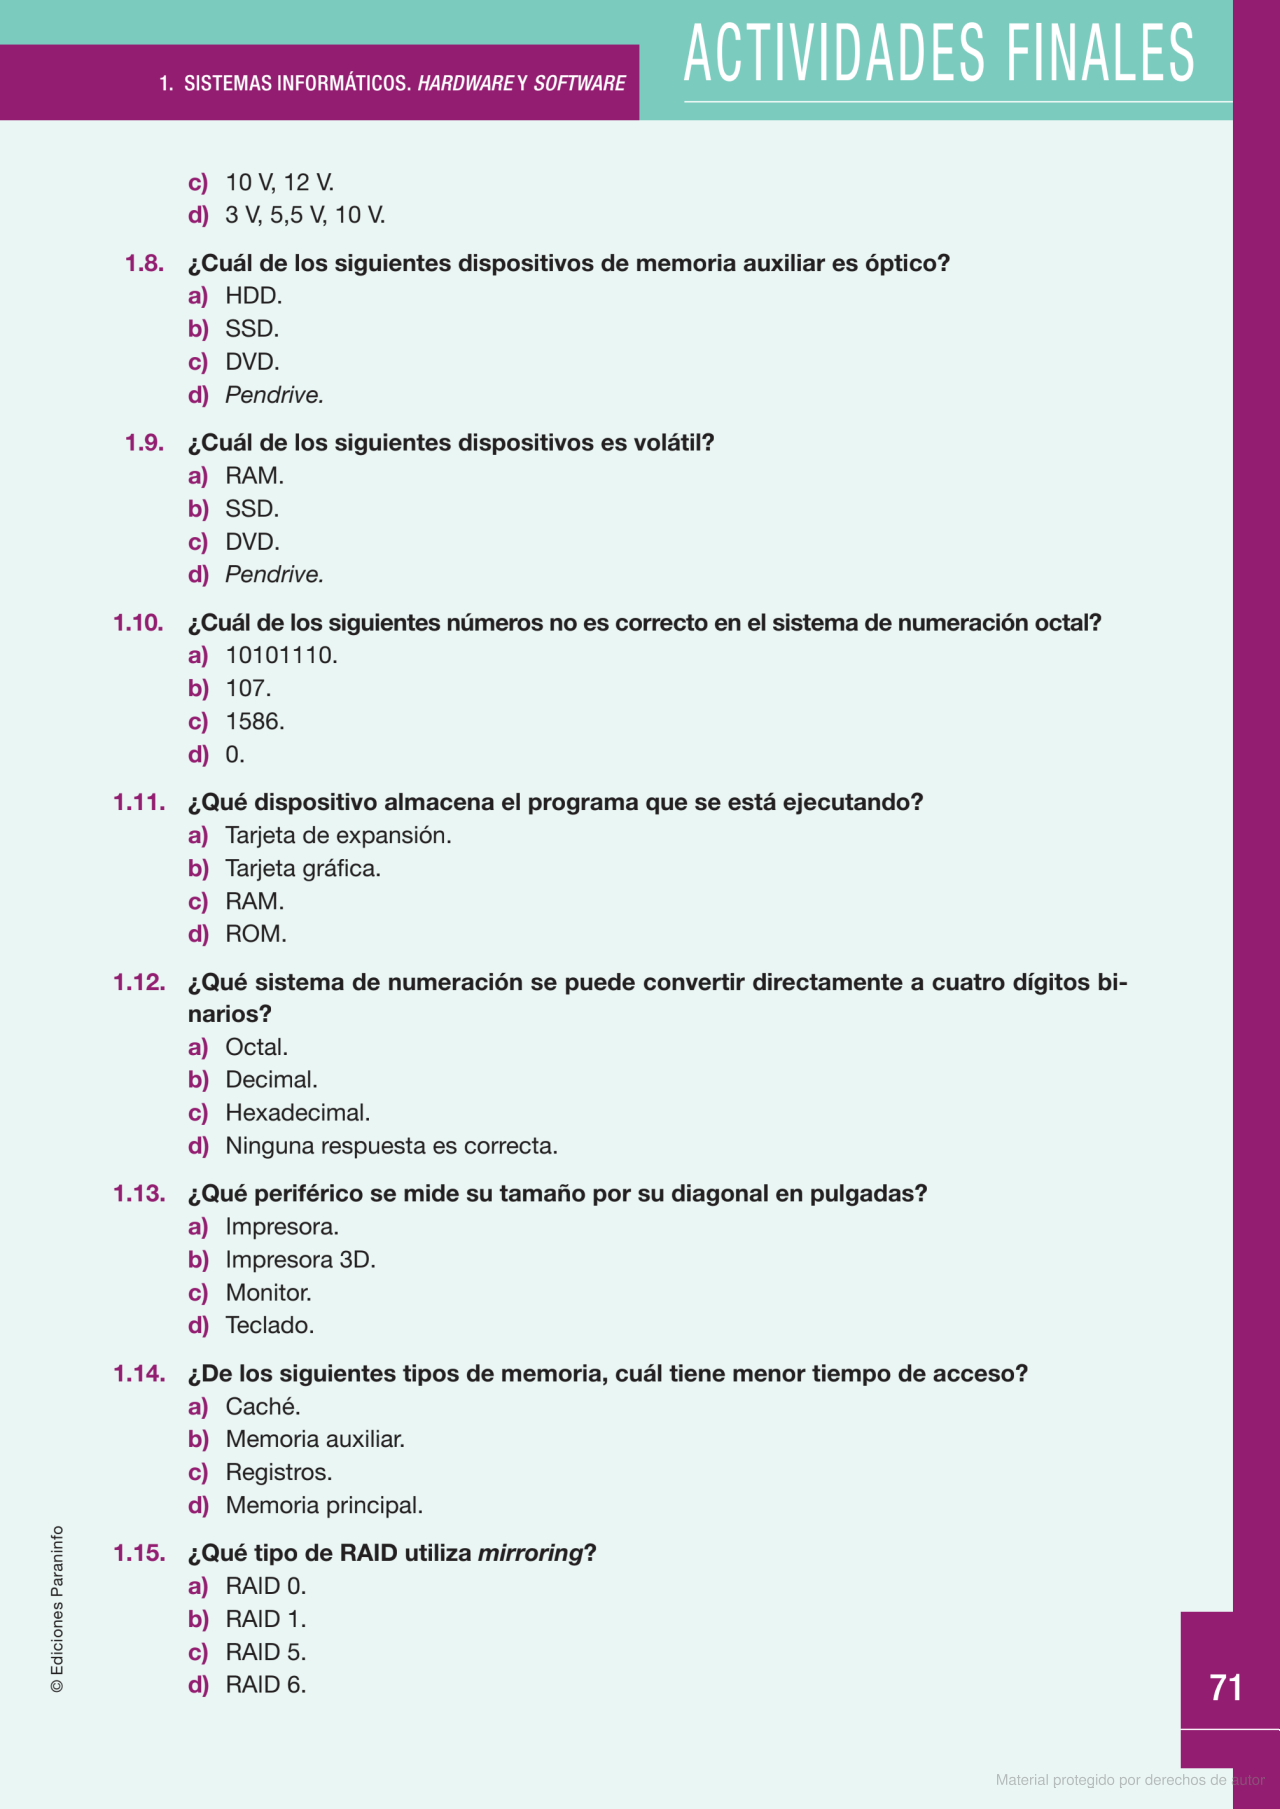 ACTIVIDADES FINALES
1. SISTEMAS INFORMÁTICOS. HARDWARE Y SOFTWARE
c) 10 V, 12 V.
d) 3 V, 5,5 V, 10 V.
1.8. ¿Cuál de los siguientes dispositivos de memoria auxiliar es óptico?
a) HDD.
b) SSD.
c) DVD.
d) Pendrive.
1.9. ¿Cuál de los siguientes dispositivos es volátil?
a) RAM.
b) SSD.
c) DVD.
d) Pendrive.
1.10. ¿Cuál de los siguientes números no es correcto en el sistema de numeración octal?
a) 10101110.
b) 107.
c) 1586.
d) 0.
1.11. ¿Qué dispositivo almacena el programa que se está ejecutando?
a) Tarjeta de expansión.
b) Tarjeta gráfica.
c) RAM.
d) ROM.
1.12. ¿Qué sistema de numeración se puede convertir directamente a cuatro dígitos bi-
narios?
a) Octal.
b) Decimal.
c) Hexadecimal.
d) Ninguna respuesta es correcta.
1.13. ¿Qué periférico se mide su tamaño por su diagonal en pulgadas?
a) Impresora.
b) Impresora 3D.
c) Monitor.
d) Teclado.
1.14. ¿De los siguientes tipos de memoria, cuál tiene menor tiempo de acceso?
a) Caché.
b) Memoria auxiliar.
c) Registros.
d) Memoria principal.
1.15. ¿Qué tipo de RAID utiliza mirroring?
a) RAID 0.
b) RAID 1.
c) RAID 5.
d) RAID 6.
© Ediciones Paraninfo
71
Material protegido por derechos de autor